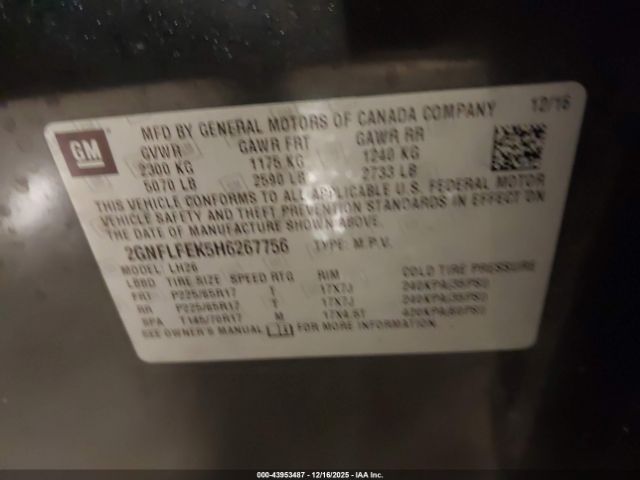 GM
12/16
MFD BY GENERAL MOTORS OF CANADA COMPANY
GVWR GAWR FRT GAWR RR
2300 KG 1175 KG 1240 KG
5070 LB 2590 LB 2733 LB
THIS VEHICLE CONFORMS TO ALL APPLICABLE U.S. FEDERAL MOTOR
VEHICLE SAFETY AND THEFT PREVENTION STANDARDS IN EFFECT ON
THE DATE OF MANUFACTURE SHOWN ABOVE.
2GNFLFEK5H6267756 TYPE: M.P.V.
LH26
LBBD TIRE SIZE SPEED RTG RIM COLD TIRE PRESSURE
FRT P225/65R17 T 17X7J 240KPA(35PSI)
RR P225/65R17 T 17X7J 240KPA(35PSI)
SPA T145/70R17 M 17X4.5T 420KPA(60PSI)
SEE OWNER'S MANUAL FOR MORE INFORMATION
000-43953487 - 12/16/2025 - IAA Inc.